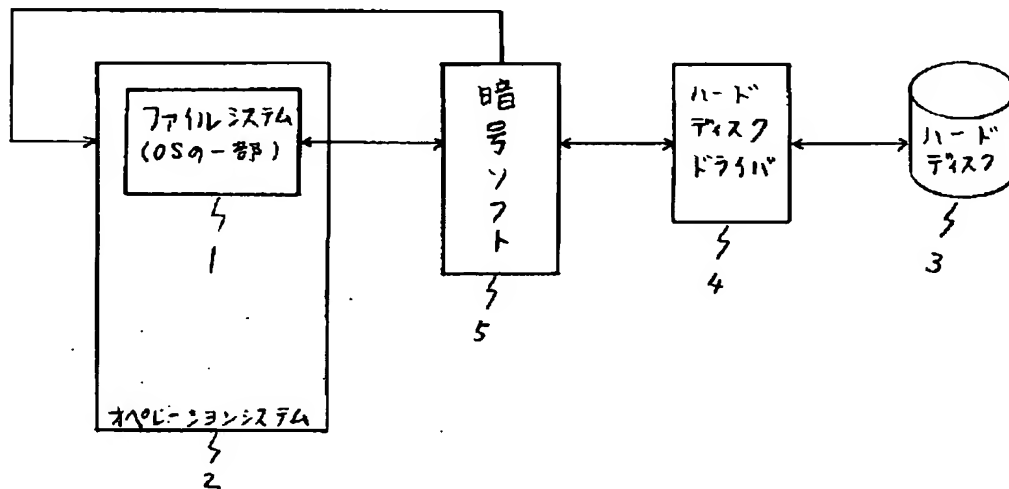 ファイルシステム
(OSの一部)
1
オペレーションシステム
2
暗号ソフト
5
ハード
ディスク
ドライバ
4
ハード
ディスク
3